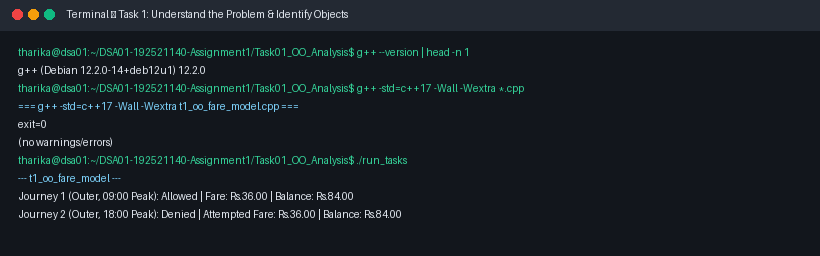 Terminal ▯ Task 1: Understand the Problem & Identify Objects
tharika@dsa01:~/DSA01-192521140-Assignment1/Task01_OO_Analysis$ g++ --version | head -n 1
g++ (Debian 12.2.0-14+deb12u1) 12.2.0
tharika@dsa01:~/DSA01-192521140-Assignment1/Task01_OO_Analysis$ g++ -std=c++17 -Wall -Wextra *.cpp
=== g++ -std=c++17 -Wall -Wextra t1_oo_fare_model.cpp ===
exit=0
(no warnings/errors)
tharika@dsa01:~/DSA01-192521140-Assignment1/Task01_OO_Analysis$ ./run_tasks
--- t1_oo_fare_model ---
Journey 1 (Outer, 09:00 Peak): Allowed | Fare: Rs.36.00 | Balance: Rs.84.00
Journey 2 (Outer, 18:00 Peak): Denied | Attempted Fare: Rs.36.00 | Balance: Rs.84.00